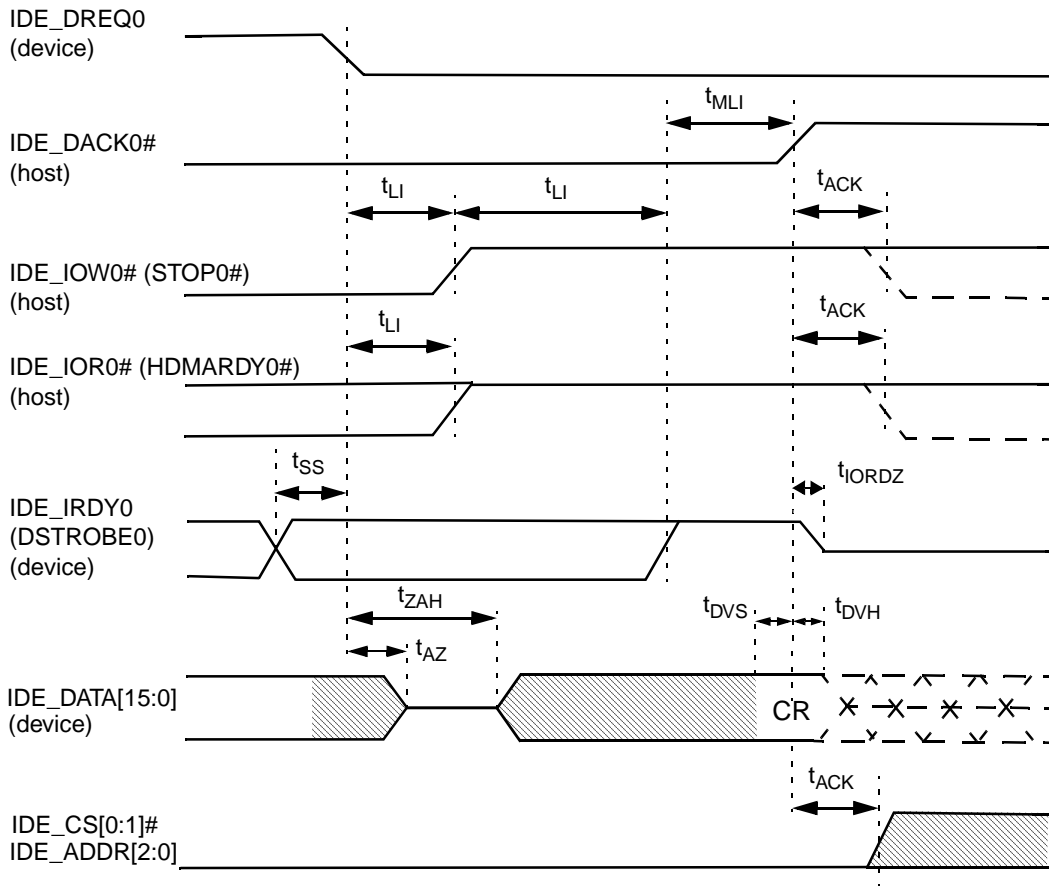 IDE_DREQ0
(device)
tMLI
IDE_DACK0#
(host)
tLI
tLI
tACK
IDE_IOW0# (STOP0#)
(host)
tLI
tACK
IDE_IOR0# (HDMARDY0#)
(host)
tSS
tIORDZ
IDE_IRDY0
(DSTROBE0)
(device)
tZAH
tDVS
tDVH
tAZ
IDE_DATA[15:0]
(device)
CR
tACK
IDE_CS[0:1]#
IDE_ADDR[2:0]